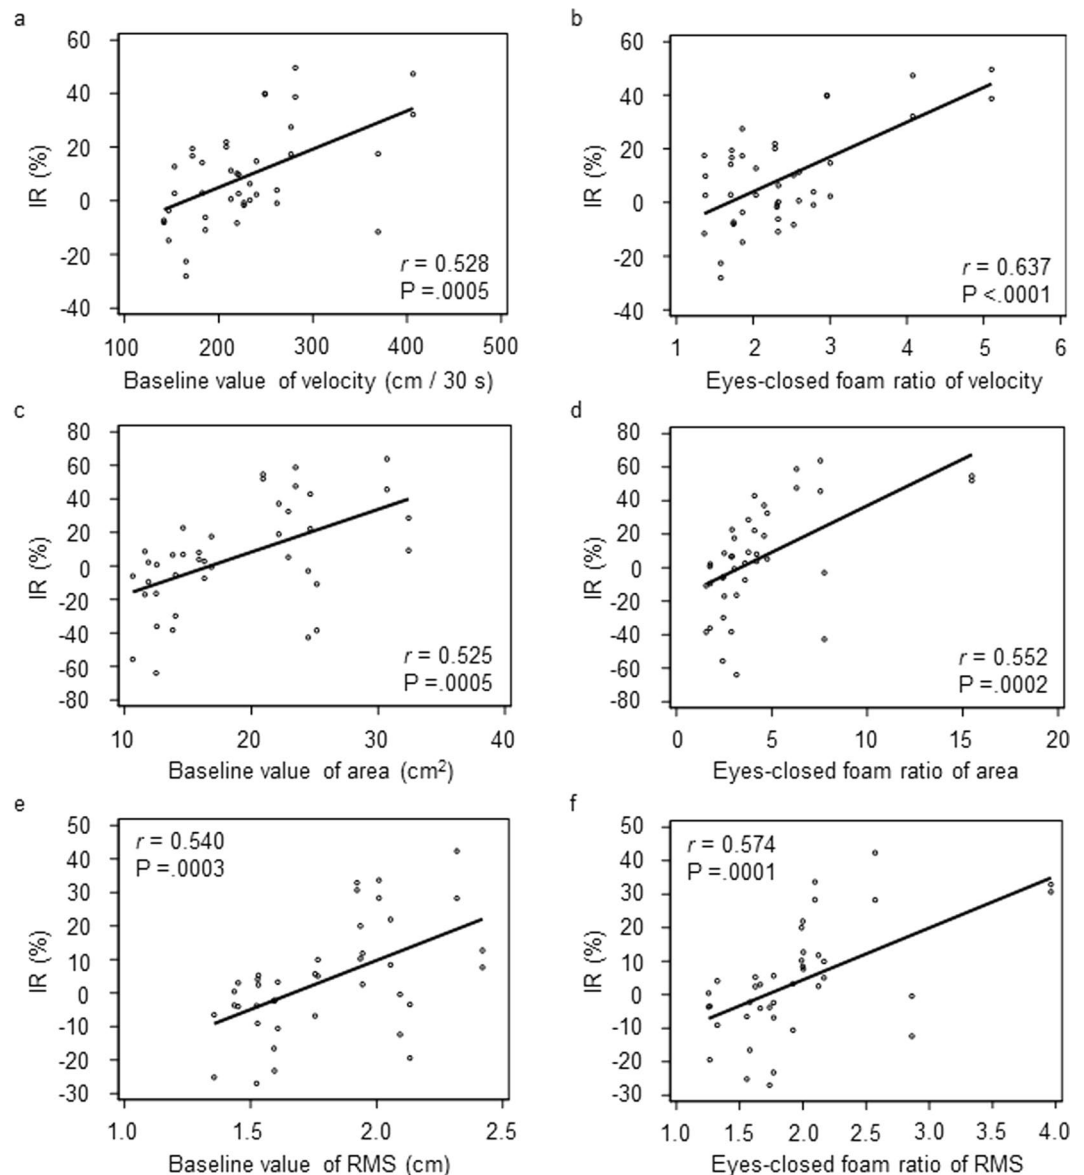 a
60
40
20
0
-20
-40
IR (%)
r = 0.528
P =.0005
100 200 300 400 500
Baseline value of velocity (cm / 30 s)
b
60
40
20
0
-20
-40
IR (%)
r = 0.637
P <.0001
1 2 3 4 5 6
Eyes-closed foam ratio of velocity
c
80
60
40
20
0
-20
-40
-60
-80
IR (%)
r = 0.525
P =.0005
10 20 30 40
Baseline value of area (cm²)
d
80
60
40
20
0
-20
-40
-60
-80
IR (%)
r = 0.552
P =.0002
0 5 10 15 20
Eyes-closed foam ratio of area
e
50
40
30
20
10
0
-10
-20
-30
IR (%)
r = 0.540
P =.0003
1.0 1.5 2.0 2.5
Baseline value of RMS (cm)
f
50
40
30
20
10
0
-10
-20
-30
IR (%)
r = 0.574
P =.0001
1.0 1.5 2.0 2.5 3.0 3.5 4.0
Eyes-closed foam ratio of RMS